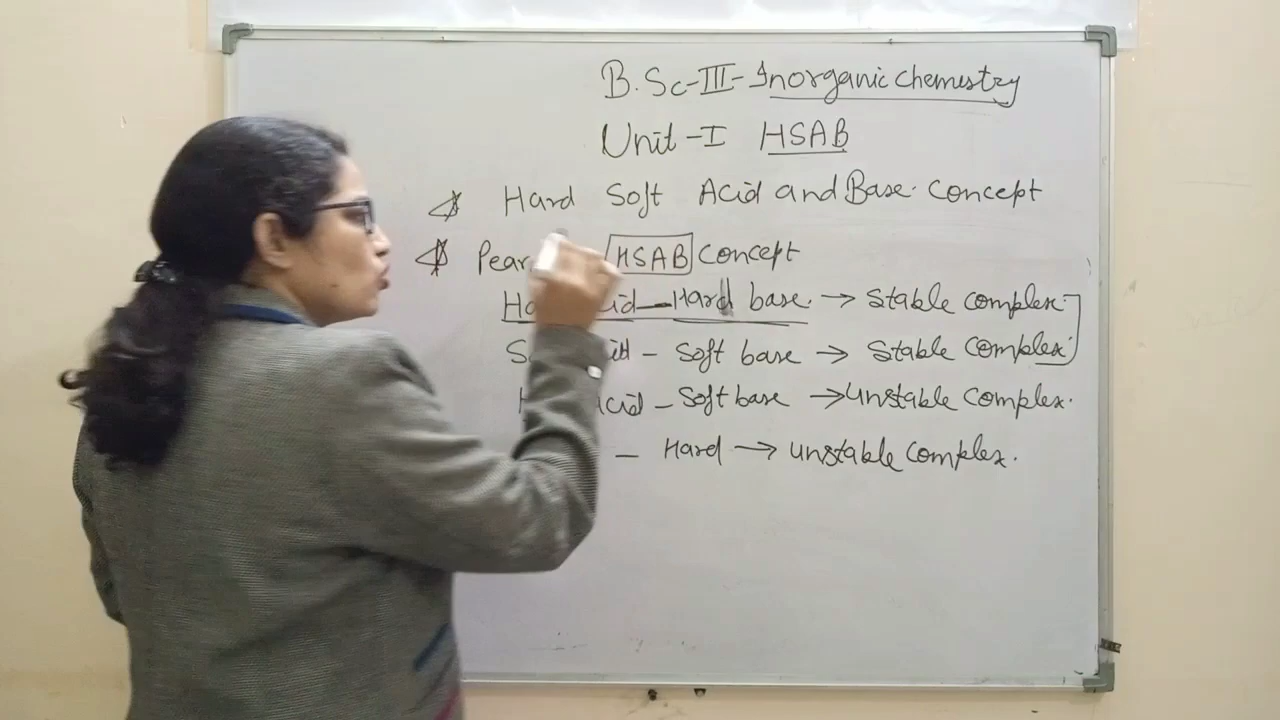 B.Sc-III-Inorganic chemistry
Unit-I HSAB
Hard Soft Acid and Base concept
Pear HSAB Concept
Hard base. → stable complex
- soft base → stable complex
- Soft base → unstable complex.
- Hard → unstable complex.